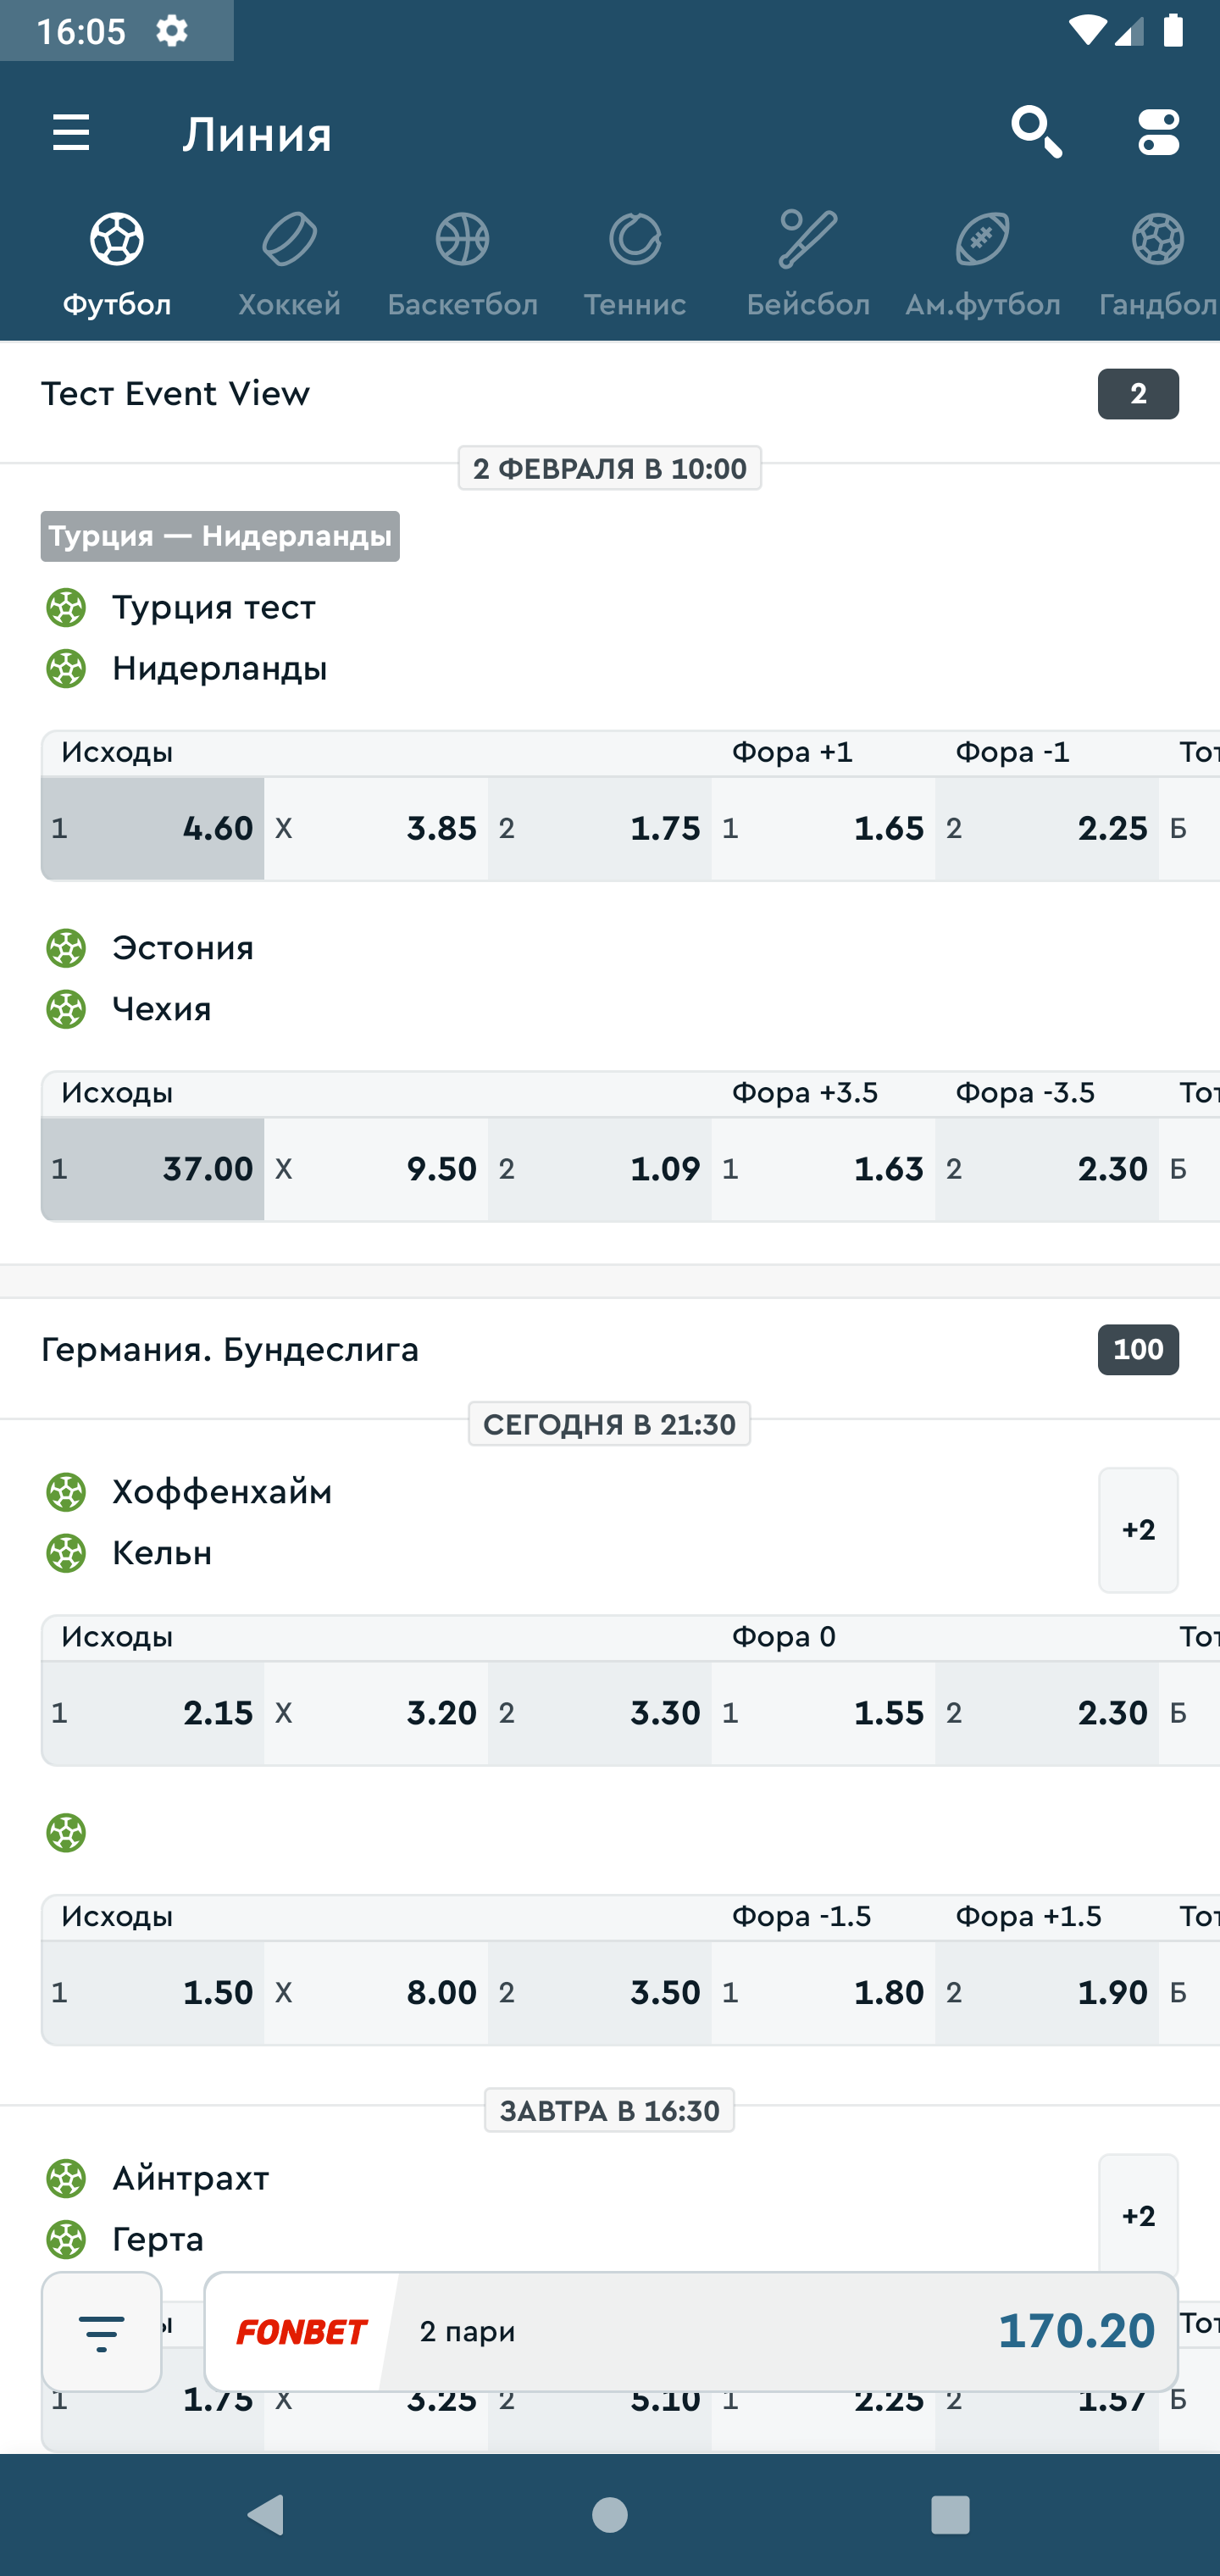 16:05
Линия
Футбол Хоккей Баскетбол Теннис Бейсбол Ам.футбол Гандбол
Тест Event View 2
2 ФЕВРАЛЯ В 10:00
Турция — Нидерланды
Турция тест
Нидерланды
Исходы Фора +1 Фора -1 Тот
1 4.60 X 3.85 2 1.75 1 1.65 2 2.25 Б
Эстония
Чехия
Исходы Фора +3.5 Фора -3.5 Тот
1 37.00 X 9.50 2 1.09 1 1.63 2 2.30 Б
Германия. Бундеслига 100
СЕГОДНЯ В 21:30
Хоффенхайм
+2
Кельн
Исходы Фора 0 Тот
1 2.15 X 3.20 2 3.30 1 1.55 2 2.30 Б
Исходы Фора -1.5 Фора +1.5 Тот
1 1.50 X 8.00 2 3.50 1 1.80 2 1.90 Б
ЗАВТРА В 16:30
Айнтрахт
+2
Герта
ы FONBET 2 пари 170.20 Тот
1 1.75 X 3.25 2 5.10 1 2.25 2 1.57 Б